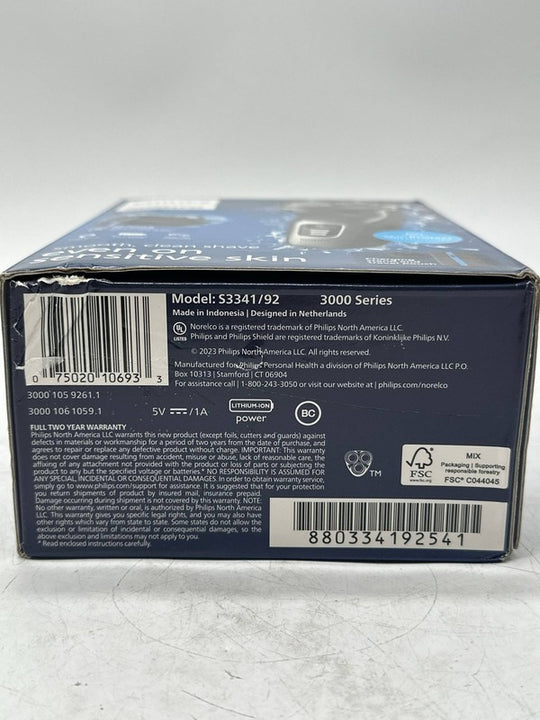 smooth, clean shave
even on
sensitive skin
0 75020 10693 3
Model: S3341/92 3000 Series
Made in Indonesia | Designed in Netherlands
UL LISTED
Norelco is a registered trademark of Philips North America LLC.
Philips and Philips Shield are registered trademarks of Koninklijke Philips N.V.
© 2023 Philips North America LLC. All rights reserved.
Manufactured for Philips Personal Health a division of Philips North America LLC P.O.
Box 10313 | Stamford | CT 06904
For assistance call | 1-800-243-3050 or visit our website at | philips.com/norelco
3000 105 9261.1
3000 106 1059.1
5V /1A
LITHIUM-ION
power
BC
FULL TWO YEAR WARRANTY
Philips North America LLC warrants this new product (except foils, cutters and guards) against
defects in materials or workmanship for a period of two years from the date of purchase, and
agrees to repair or replace any defective product without charge. IMPORTANT: This warranty
does not cover damage resulting from accident, misuse or abuse, lack of reasonable care, the
affixing of any attachment not provided with the product or loss of parts or subjecting the
product to any but the specified voltage or batteries.* NO RESPONSIBILITY IS ASSUMED FOR
ANY SPECIAL, INCIDENTAL OR CONSEQUENTIAL DAMAGES. In order to obtain warranty service,
simply go to www.philips.com/support for assistance. It is suggested that for your protection
you return shipments of product by insured mail, insurance prepaid.
Damage occurring during shipment is not covered by this warranty. NOTE:
No other warranty, written or oral, is authorized by Philips North America
LLC. This warranty gives you specific legal rights, and you may also have
other rights which vary from state to state. Some states do not allow the
exclusion or limitation of incidental or consequential damages, so the
above exclusion and limitations may not apply to you.
* Read enclosed instructions carefully.
TM
FSC
www.fsc.org
MIX
Packaging | Supporting
responsible forestry
FSC® C044045
880334192541